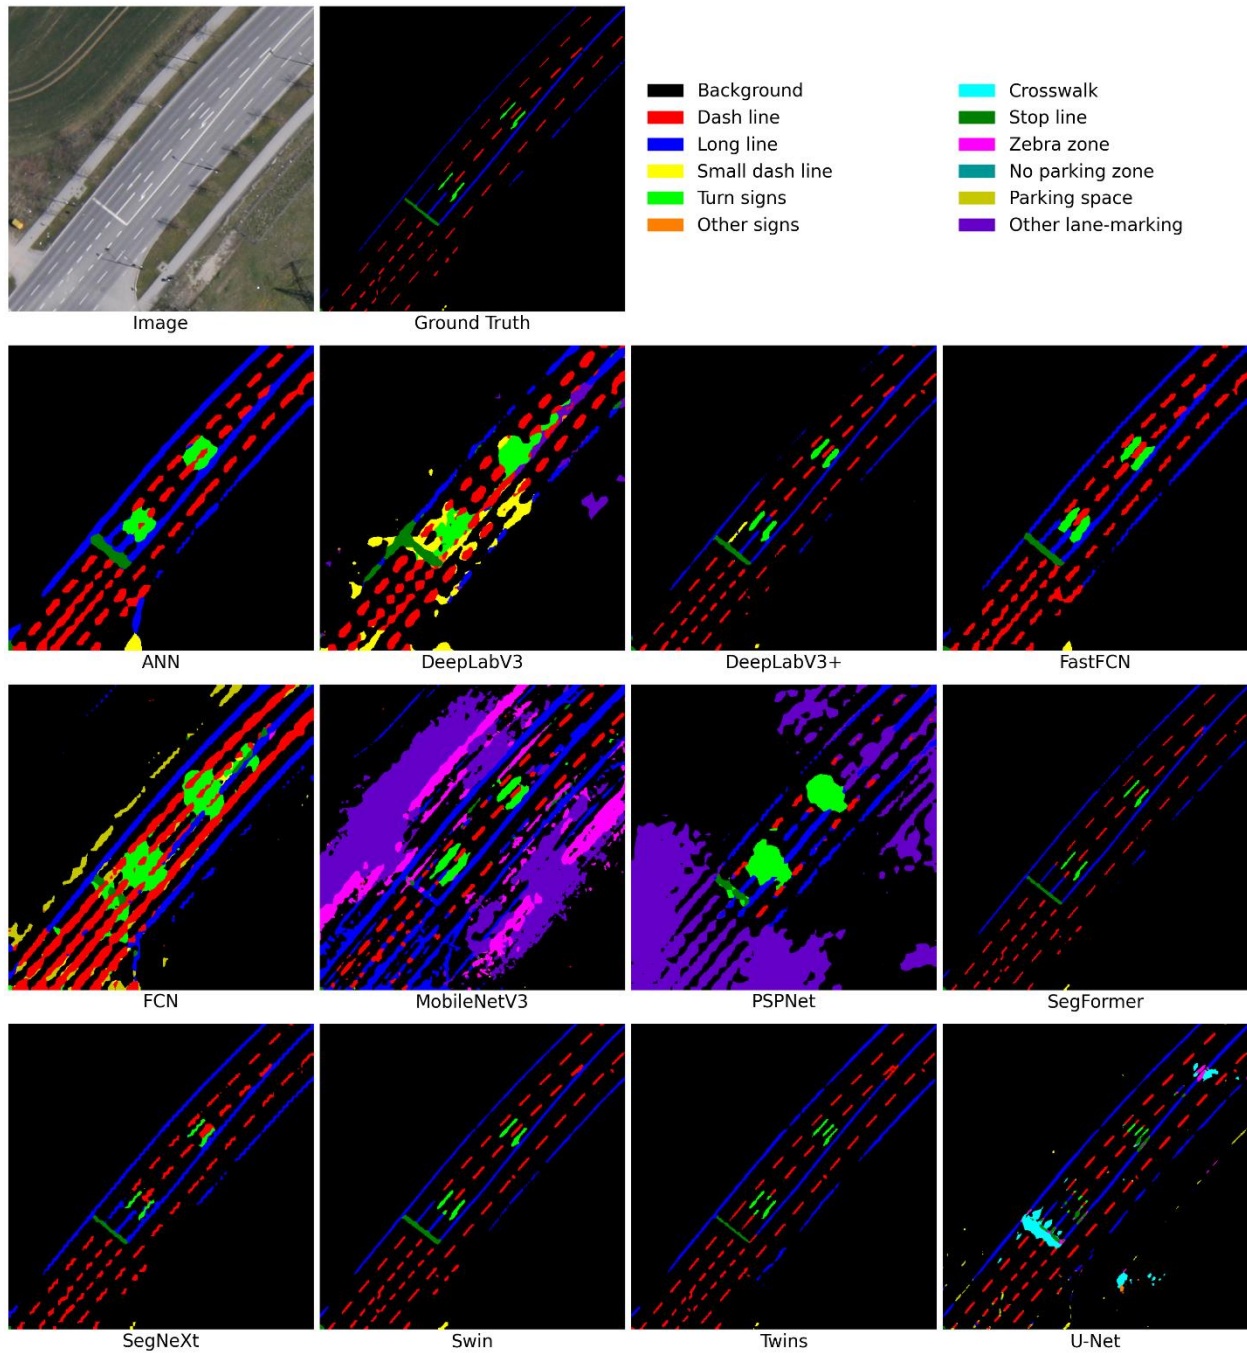 Image
Ground Truth
Background
Dash line
Long line
Small dash line
Turn signs
Other signs
Crosswalk
Stop line
Zebra zone
No parking zone
Parking space
Other lane-marking
ANN
DeepLabV3
DeepLabV3+
FastFCN
FCN
MobileNetV3
PSPNet
SegFormer
SegNeXt
Swin
Twins
U-Net